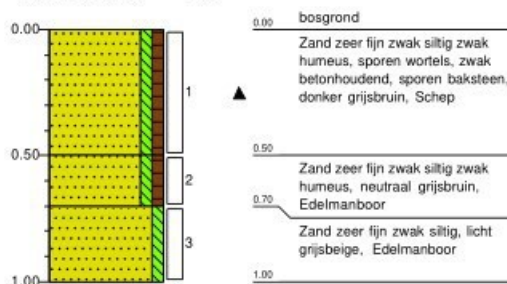 0.00
0.50
1.00
1
2
3
0.00
bosgrond
Zand zeer fijn zwak siltig zwak
humeus, sporen wortels, zwak
betonhoudend, sporen baksteen,
donker grijsbruin, Schep
0.50
Zand zeer fijn zwak siltig zwak
humeus, neutraal grijsbruin,
Edelmanboor
0.70
Zand zeer fijn zwak siltig, licht
grijsbeige, Edelmanboor
1.00